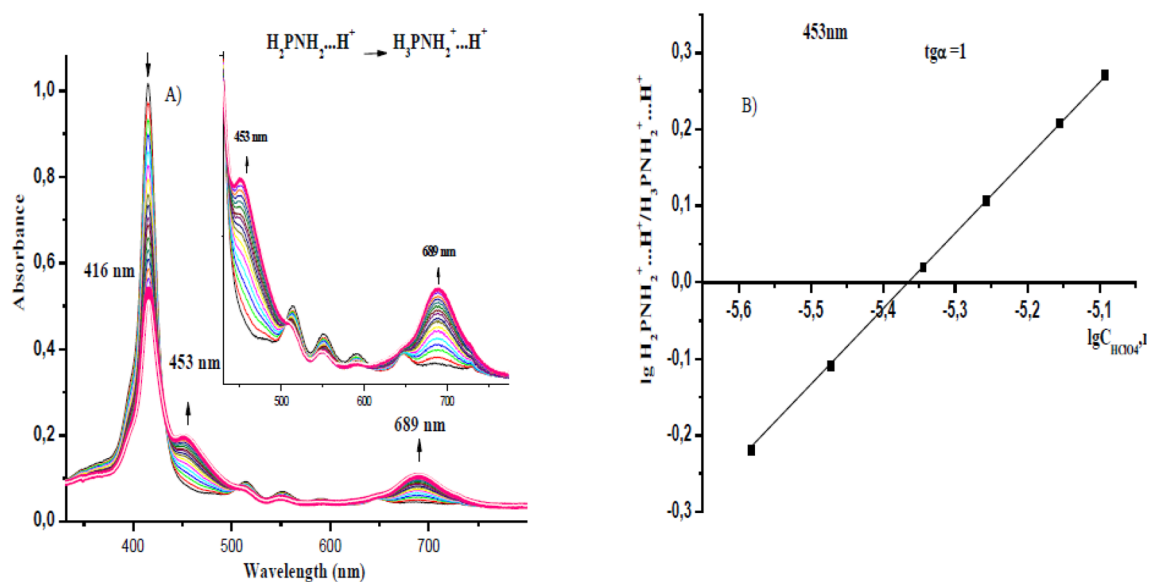 H₂PNH₂...H⁺ → H₃PNH₂⁺...H⁺
A)
1,0
0,8
0,6
0,4
0,2
0,0
Absorbance
416 nm
453 nm
689 nm
453 nm
689 nm
500
600
700
400
500
600
700
Wavelength (nm)
453nm
tgα =1
B)
0,3
0,2
0,1
0,0
-0,1
-0,2
-0,3
lg H₂PNH₂⁺...H⁺/H₃PNH₂⁺...H⁺
-5,6
-5,5
-5,4
-5,3
-5,2
-5,1
lgC_HClO4,1